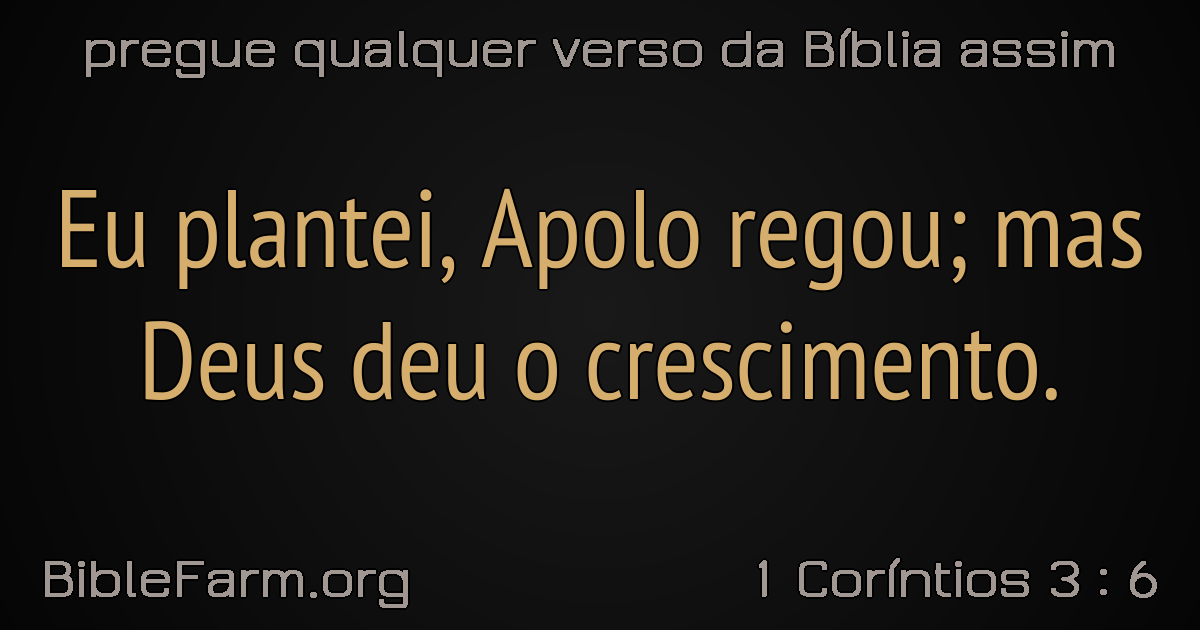 pregue qualquer verso da Bíblia assim
Eu plantei, Apolo regou; mas
Deus deu o crescimento.
BibleFarm.org
1 Coríntios 3 : 6